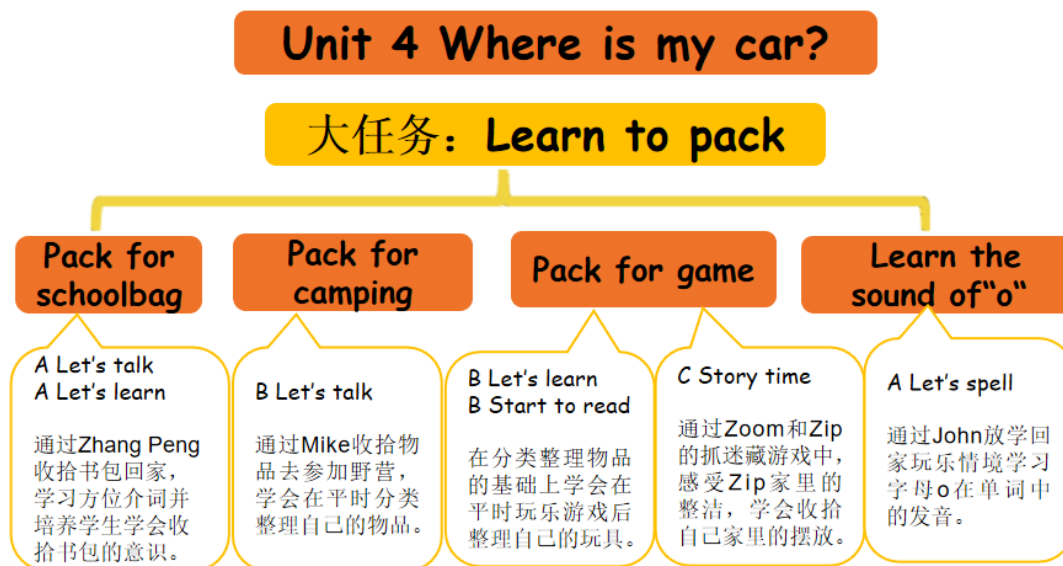 Unit 4 Where is my car?
大任务：Learn to pack
Pack for
schoolbag
Pack for
camping
Pack for game
Learn the
sound of“o“
A Let's talk
A Let's learn
通过Zhang Peng
收拾书包回家，
学习方位介词并
培养学生学会收
拾书包的意识。
B Let's talk
通过Mike收拾物
品去参加野营，
学会在平时分类
整理自己的物品。
B Let's learn
B Start to read
在分类整理物品
的基础上学会在
平时玩乐游戏后
整理自己的玩具。
C Story time
通过Zoom和Zip
的抓迷藏游戏中，
感受Zip家里的
整洁，学会收拾
自己家里的摆放。
A Let's spell
通过John放学回
家玩乐情境学习
字母o在单词中
的发音。